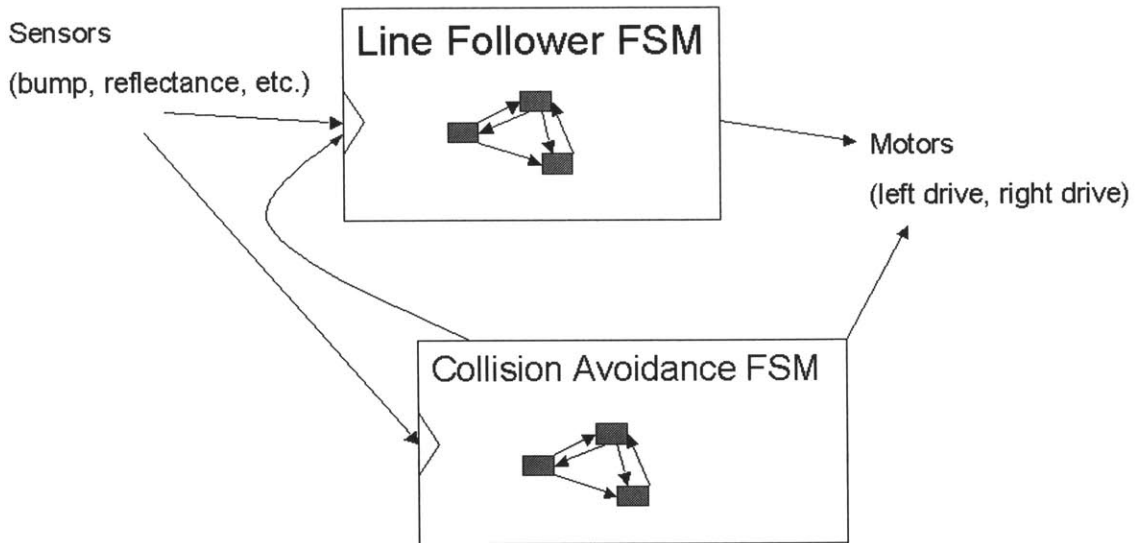 Sensors
(bump, reflectance, etc.)
Line Follower FSM
Motors
(left drive, right drive)
Collision Avoidance FSM